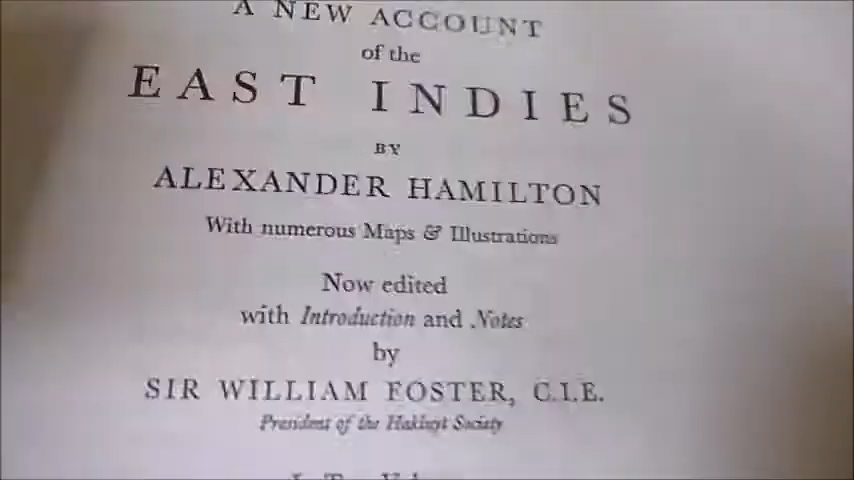 A NEW ACCOUNT
of the
EAST INDIES
BY
ALEXANDER HAMILTON
With numerous Maps & Illustrations
Now edited
with Introduction and Notes
by
SIR WILLIAM FOSTER, C.I.E.
President of the Hakluyt Society